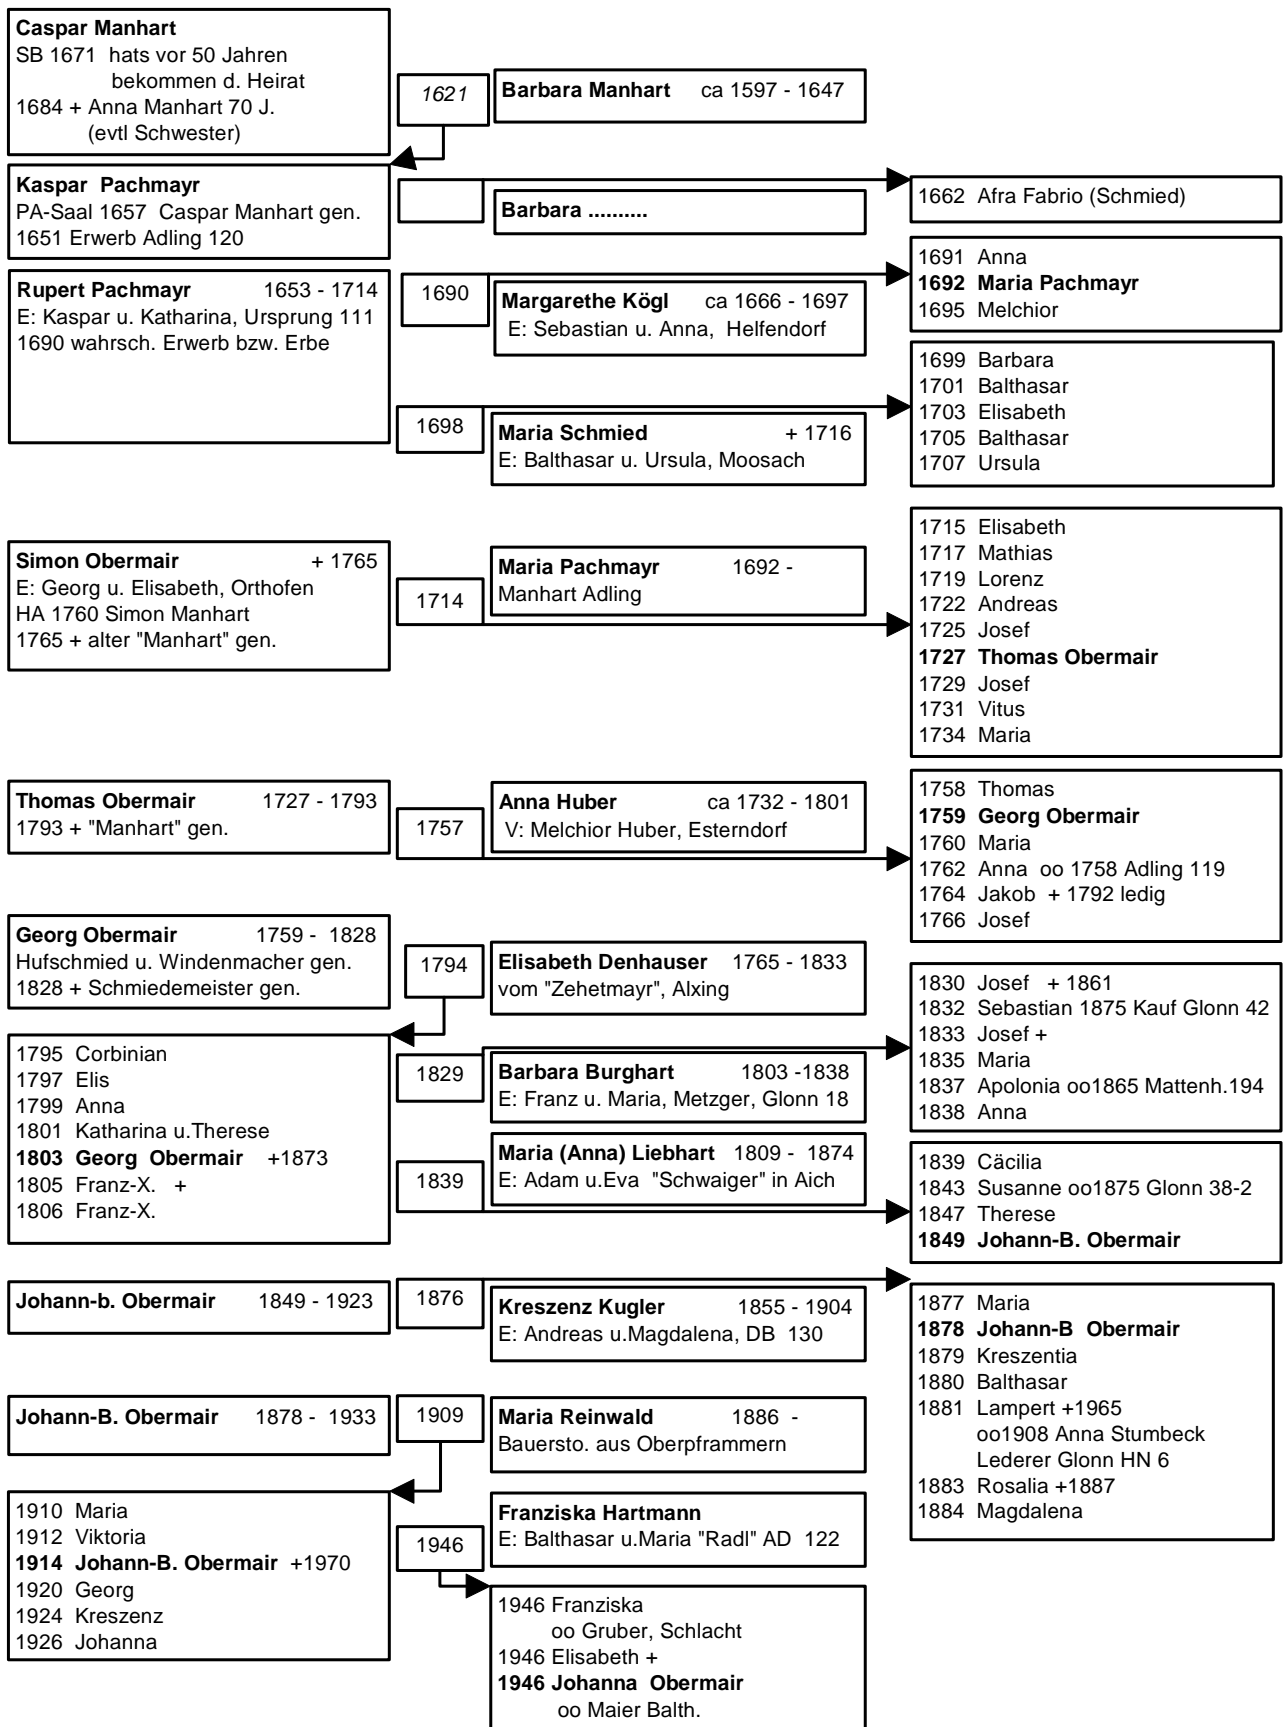 Caspar Manhart
SB 1671 hats vor 50 Jahren
bekommen d. Heirat
1684 + Anna Manhart 70 J.
(evtl Schwester)
1621
Barbara Manhart ca 1597 - 1647
Kaspar Pachmayr
PA-Saal 1657 Caspar Manhart gen.
1651 Erwerb Adling 120
Barbara ..........
1662 Afra Fabrio (Schmied)
Rupert Pachmayr 1653 - 1714
E: Kaspar u. Katharina, Ursprung 111
1690 wahrsch. Erwerb bzw. Erbe
1690
Margarethe Kögl ca 1666 - 1697
E: Sebastian u. Anna, Helfendorf
1691 Anna
1692 Maria Pachmayr
1695 Melchior
1698
Maria Schmied + 1716
E: Balthasar u. Ursula, Moosach
1699 Barbara
1701 Balthasar
1703 Elisabeth
1705 Balthasar
1707 Ursula
Simon Obermair + 1765
E: Georg u. Elisabeth, Orthofen
HA 1760 Simon Manhart
1765 + alter "Manhart" gen.
1714
Maria Pachmayr 1692 -
Manhart Adling
1715 Elisabeth
1717 Mathias
1719 Lorenz
1722 Andreas
1725 Josef
1727 Thomas Obermair
1729 Josef
1731 Vitus
1734 Maria
Thomas Obermair 1727 - 1793
1793 + "Manhart" gen.
1757
Anna Huber ca 1732 - 1801
V: Melchior Huber, Esterndorf
1758 Thomas
1759 Georg Obermair
1760 Maria
1762 Anna oo 1758 Adling 119
1764 Jakob + 1792 ledig
1766 Josef
Georg Obermair 1759 - 1828
Hufschmied u. Windenmacher gen.
1828 + Schmiedemeister gen.
1794
Elisabeth Denhauser 1765 - 1833
vom "Zehetmayr", Alxing
1795 Corbinian
1797 Elis
1799 Anna
1801 Katharina u.Therese
1803 Georg Obermair +1873
1805 Franz-X. +
1806 Franz-X.
1829
Barbara Burghart 1803 -1838
E: Franz u. Maria, Metzger, Glonn 18
1830 Josef + 1861
1832 Sebastian 1875 Kauf Glonn 42
1833 Josef +
1835 Maria
1837 Apolonia oo1865 Mattenh.194
1838 Anna
1839
Maria (Anna) Liebhart 1809 - 1874
E: Adam u.Eva "Schwaiger" in Aich
1839 Cäcilia
1843 Susanne oo1875 Glonn 38-2
1847 Therese
1849 Johann-B. Obermair
Johann-b. Obermair 1849 - 1923
1876
Kreszenz Kugler 1855 - 1904
E: Andreas u.Magdalena, DB 130
1877 Maria
1878 Johann-B Obermair
1879 Kreszentia
1880 Balthasar
1881 Lampert +1965
oo1908 Anna Stumbeck
Lederer Glonn HN 6
1883 Rosalia +1887
1884 Magdalena
Johann-B. Obermair 1878 - 1933
1909
Maria Reinwald 1886 -
Bauersto. aus Oberpframmern
1910 Maria
1912 Viktoria
1914 Johann-B. Obermair +1970
1920 Georg
1924 Kreszenz
1926 Johanna
1946
Franziska Hartmann
E: Balthasar u.Maria "Radl" AD 122
1946 Franziska
oo Gruber, Schlacht
1946 Elisabeth +
1946 Johanna Obermair
oo Maier Balth.